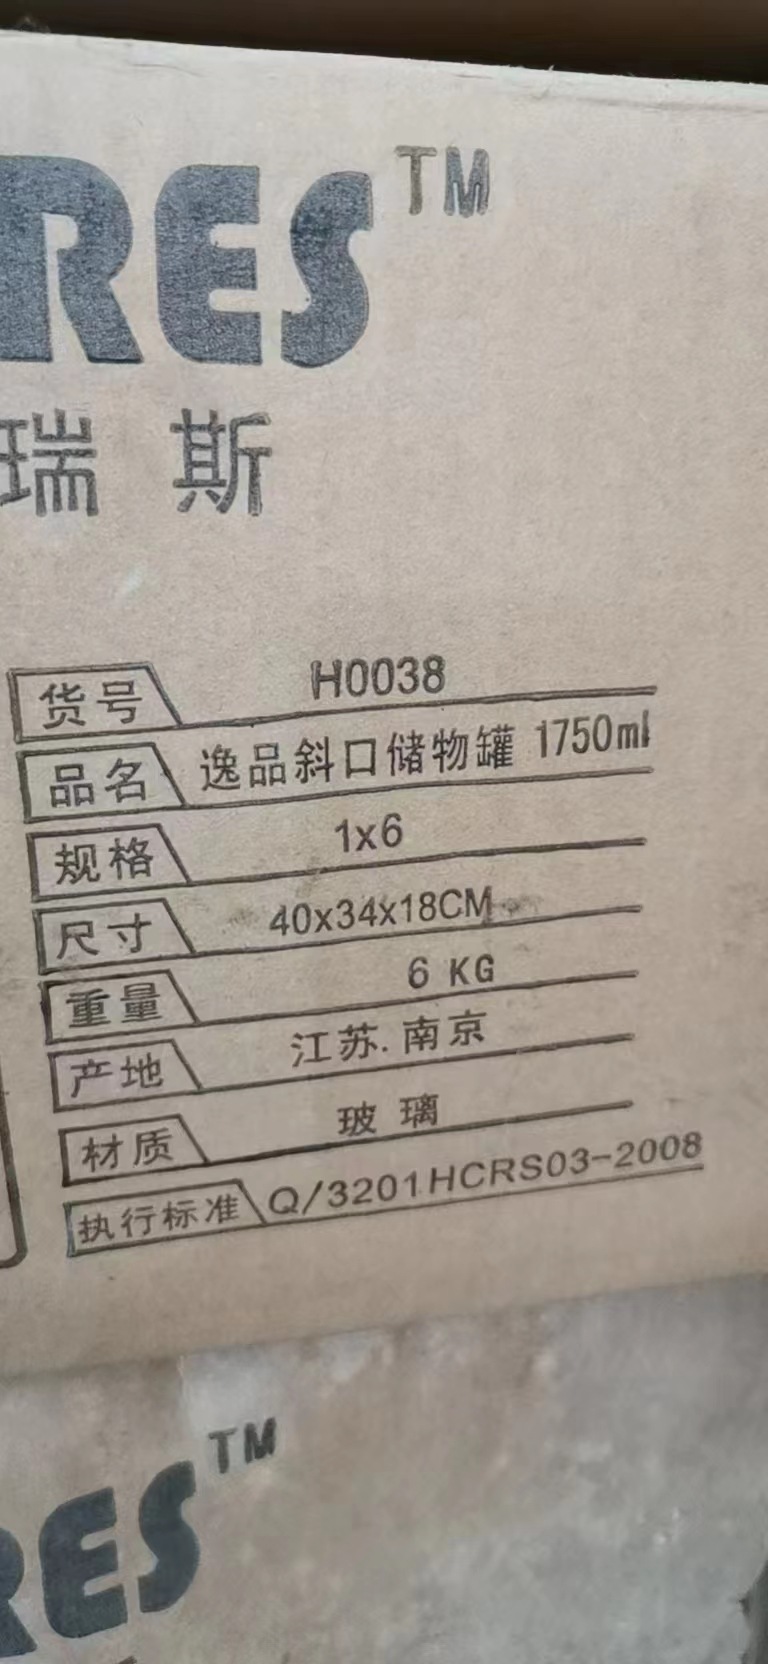 RES™
瑞斯
货号 H0038
品名 逸品斜口储物罐 1750ml
规格 1x6
尺寸 40x34x18CM
重量 6 KG
产地 江苏.南京
材质 玻璃
执行标准 Q/3201HCRS03-2008
RES™